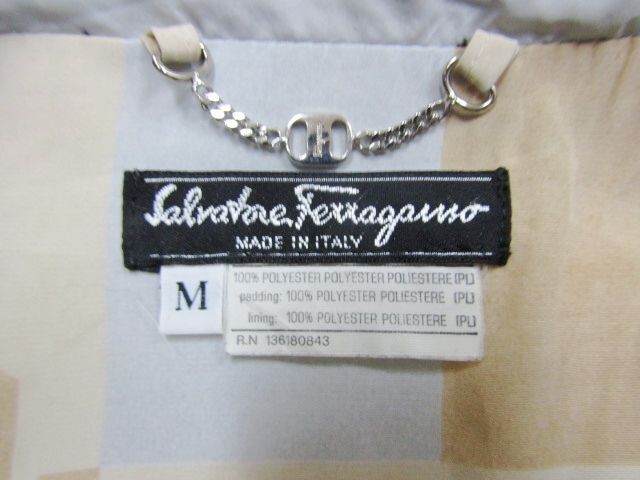 Salvatore Ferragamo
MADE IN ITALY
M
100% POLYESTER POLYESTER POLIESTERE (PL)
padding: 100% POLYESTER POLIESTERE (PL)
lining: 100% POLYESTER POLIESTERE (PL)
R.N 136180843